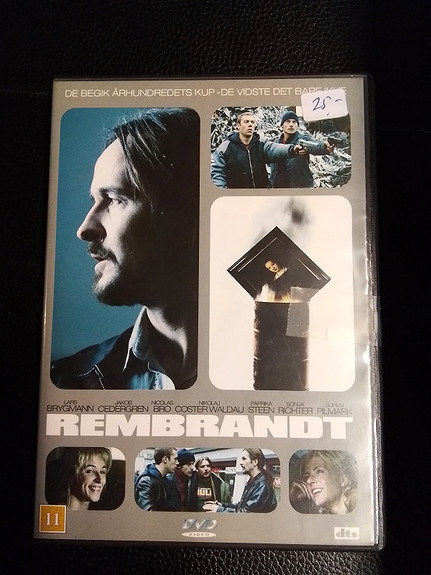 DE BEGIK ÅRHUNDREDETS KUP - DE VIDSTE DET BARE IKKE
25,-
LARS BRYGMANN JAKOB CEDERGREN NICOLAS BRO NIKOLAJ COSTER WALDAU PAPRIKA STEEN SONJA RICHTER SØREN PILMARK
REMBRANDT
11
DVD
VIDEO
dts